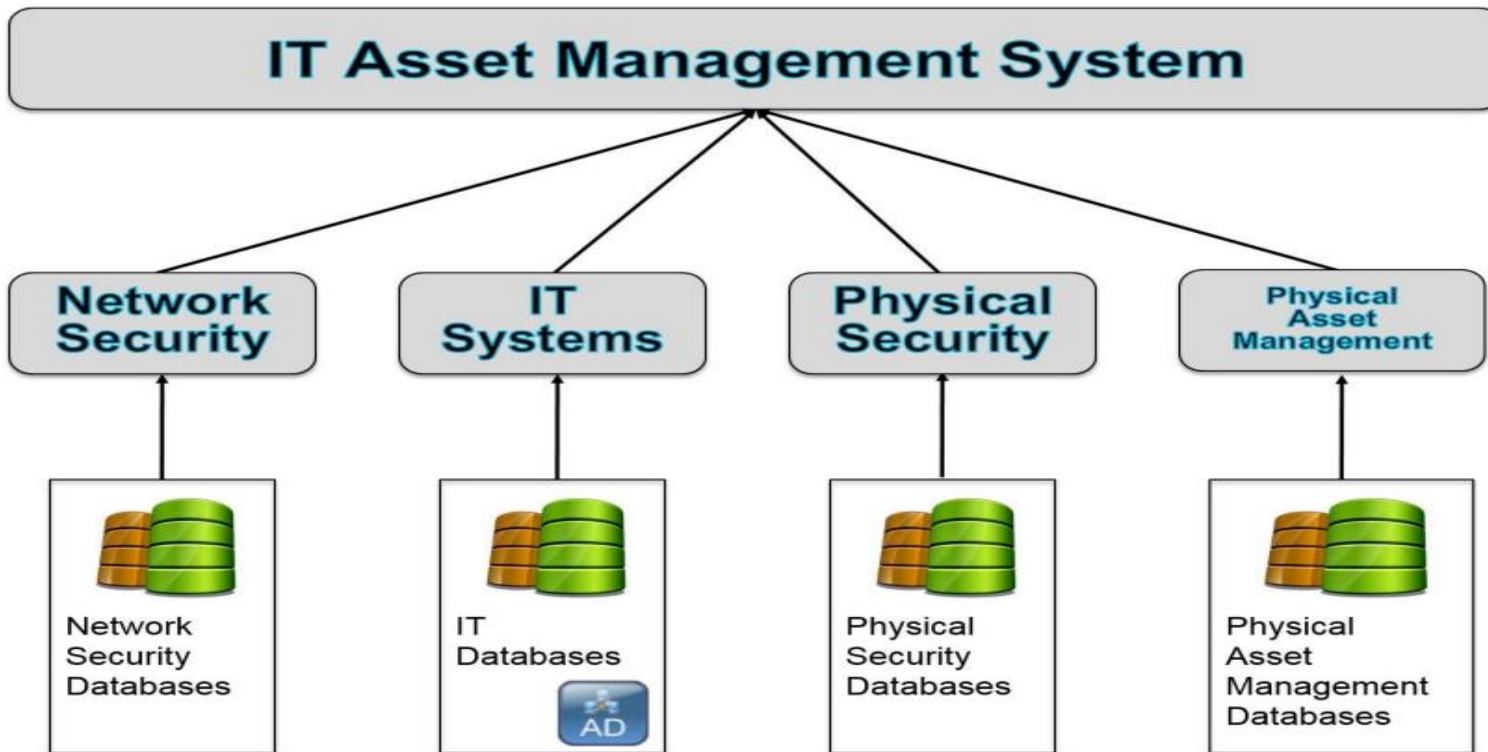 IT Asset Management System
Network
Security
IT
Systems
Physical
Security
Physical
Asset
Management
Network
Security
Databases
IT
Databases
AD
Physical
Security
Databases
Physical
Asset
Management
Databases